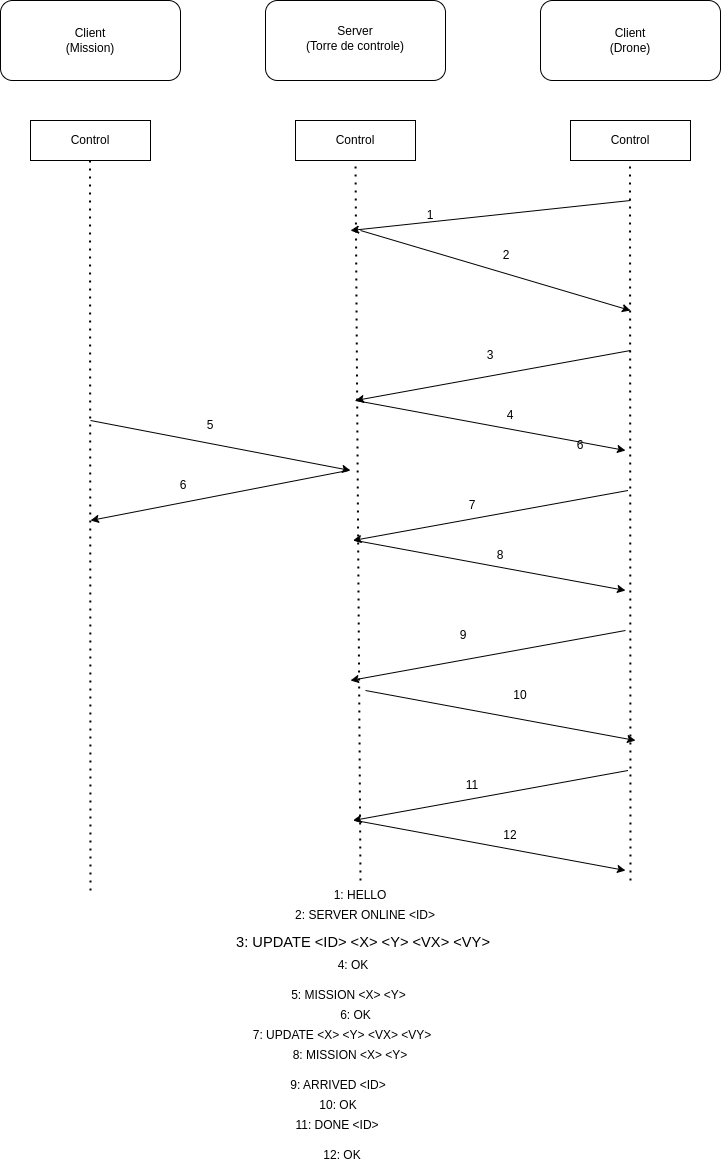 Client
(Mission)
Server
(Torre de controle)
Client
(Drone)
Control
Control
Control
1
2
3
4
5
6
6
7
8
9
10
11
12
1: HELLO
2: SERVER ONLINE <ID>
3: UPDATE <ID> <X> <Y> <VX> <VY>
4: OK
5: MISSION <X> <Y>
6: OK
7: UPDATE <X> <Y> <VX> <VY>
8: MISSION <X> <Y>
9: ARRIVED <ID>
10: OK
11: DONE <ID>
12: OK